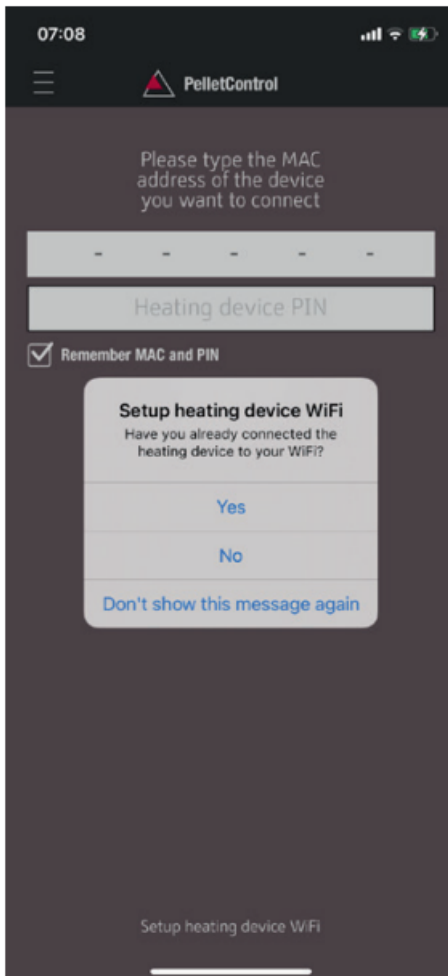 07:08
PelletControl
Please type the MAC
address of the device
you want to connect
- - - - -
Heating device PIN
Remember MAC and PIN
Setup heating device WiFi
Have you already connected the
heating device to your WiFi?
Yes
No
Don't show this message again
Setup heating device WiFi